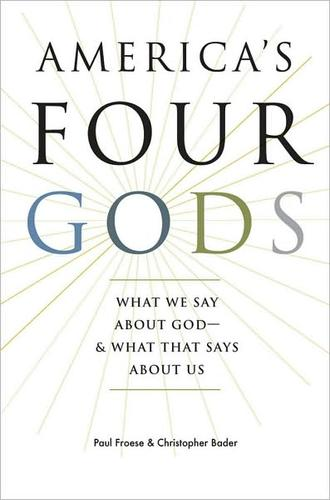 AMERICA'S
FOUR
GODS
WHAT WE SAY
ABOUT GOD—
& WHAT THAT SAYS
ABOUT US
Paul Froese & Christopher Bader